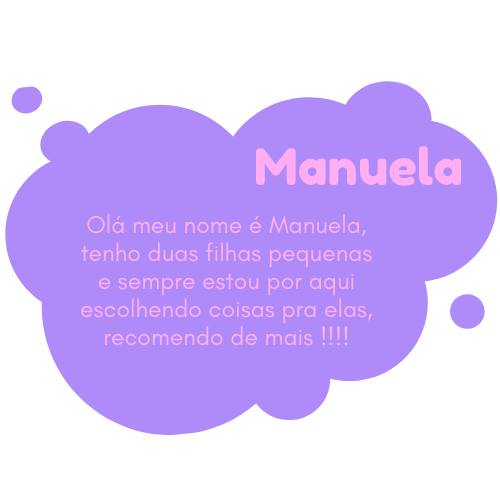 Manuela
Olá meu nome é Manuela,
tenho duas filhas pequenas
e sempre estou por aqui
escolhendo coisas pra elas,
recomendo de mais !!!!